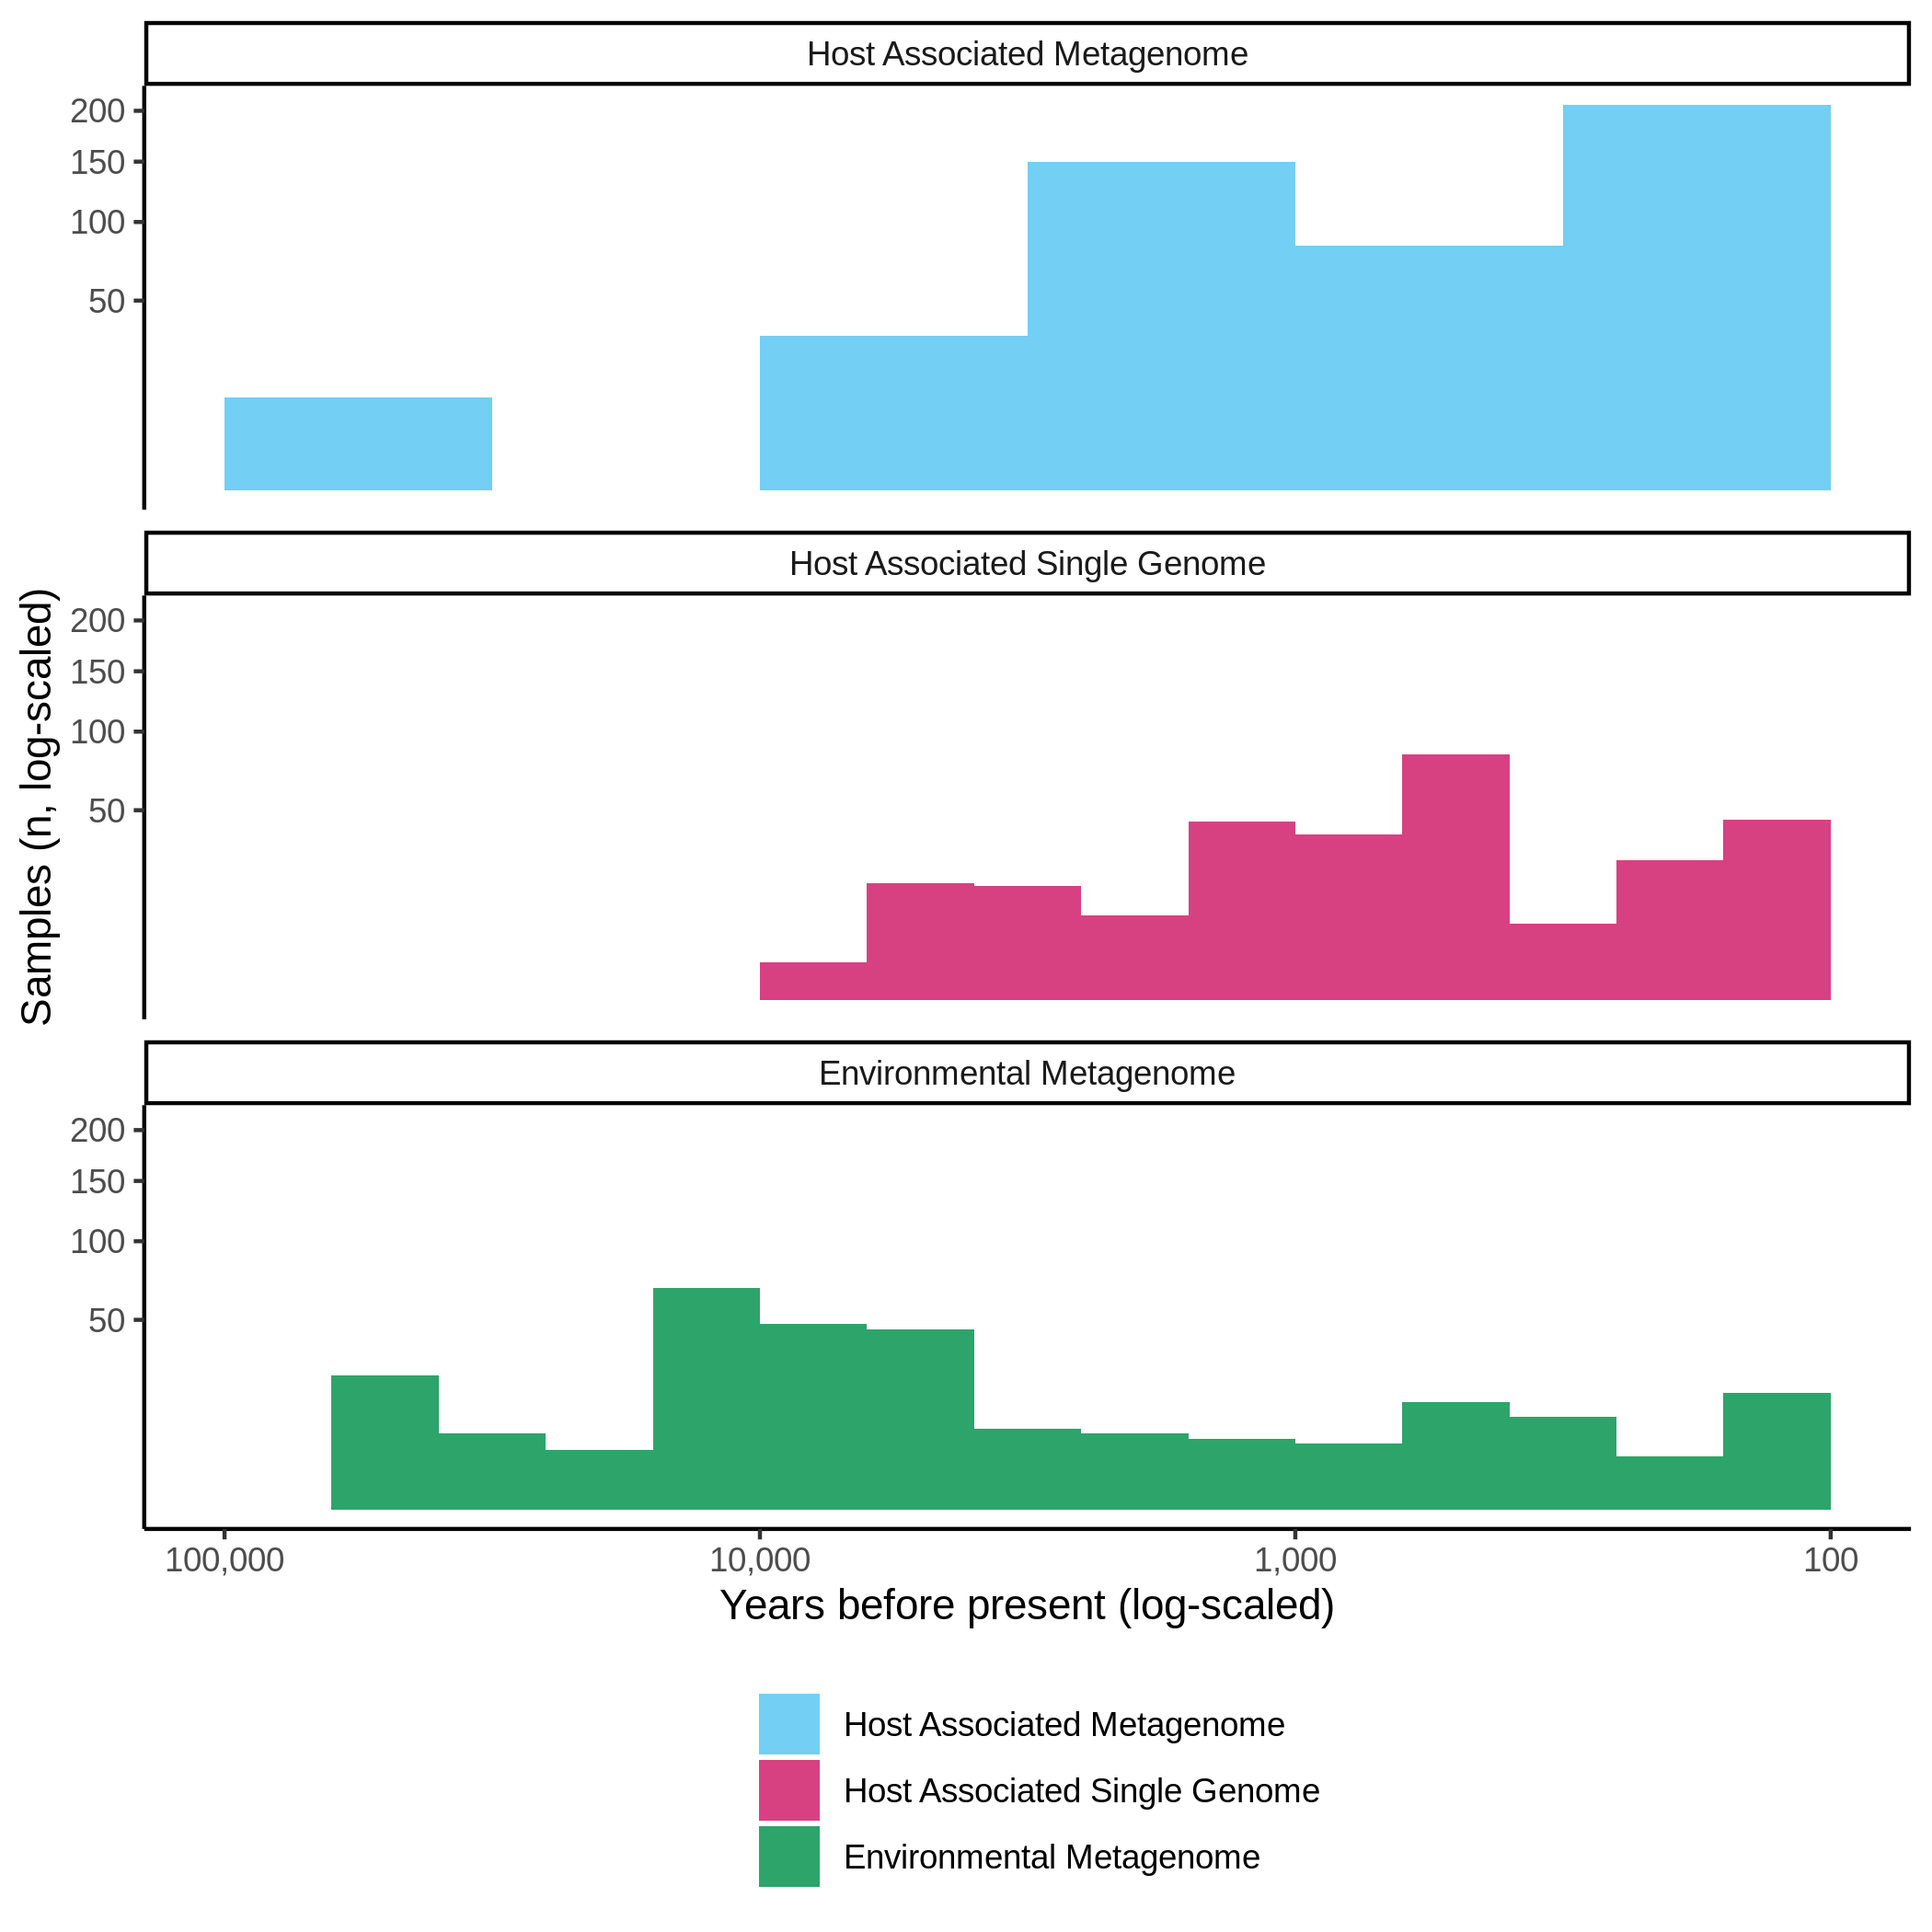 Host Associated Metagenome
200
150
100
50
Host Associated Single Genome
200
150
100
50
Samples (n, log-scaled)
Environmental Metagenome
200
150
100
50
100,000 10,000 1,000 100
Years before present (log-scaled)
Host Associated Metagenome
Host Associated Single Genome
Environmental Metagenome